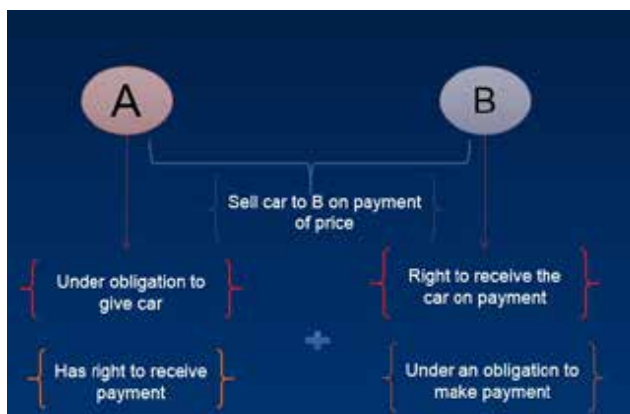 A
B
Sell car to B on payment
of price
Under obligation to
give car
Right to receive the
car on payment
Has right to receive
payment
Under an obligation to
make payment